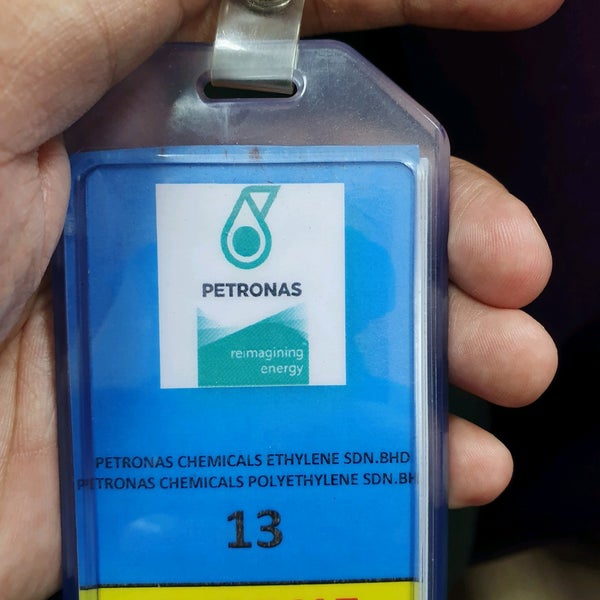 PETRONAS
reimagining
energy
PETRONAS CHEMICALS ETHYLENE SDN.BHD
PETRONAS CHEMICALS POLYETHYLENE SDN.BH
13